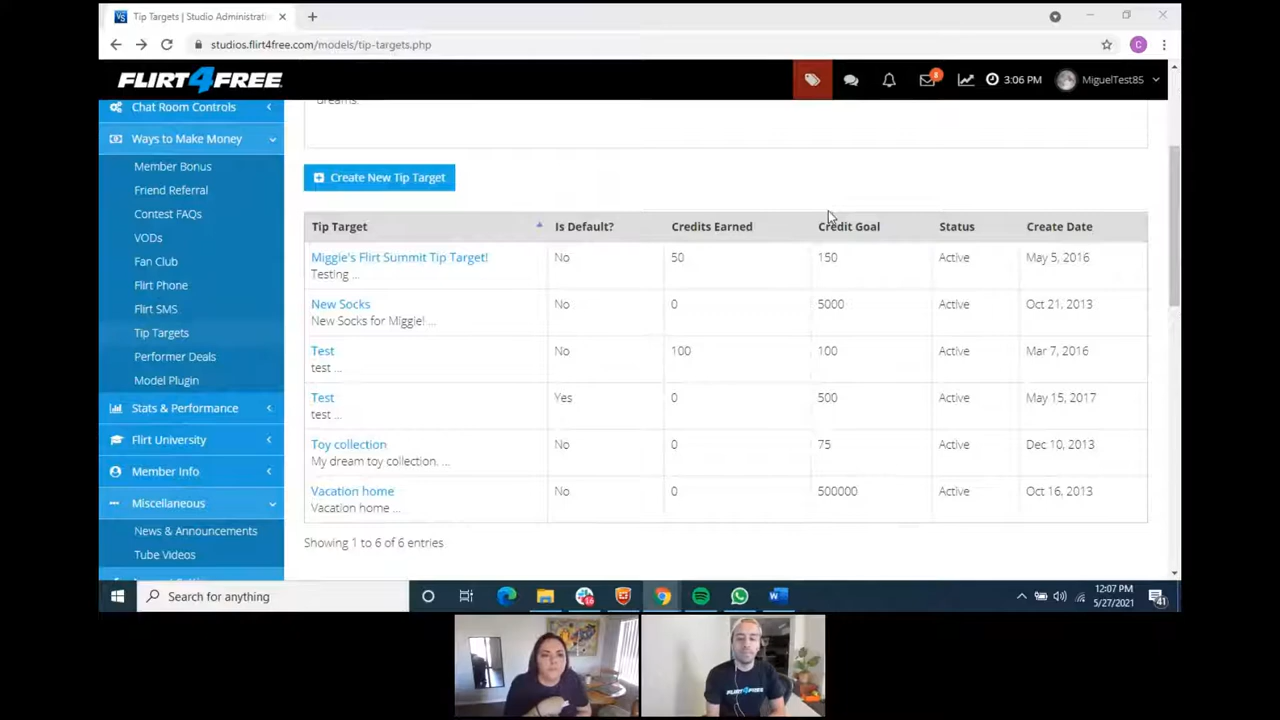 Tip Targets | Studio Administrati
studios.flirt4free.com/models/tip-targets.php
C
FLIRT4FREE
8
3:06 PM
MiguelTest85
Chat Room Controls
Ways to Make Money
Member Bonus
Friend Referral
Contest FAQs
VODs
Fan Club
Flirt Phone
Flirt SMS
Tip Targets
Performer Deals
Model Plugin
Stats & Performance
Flirt University
Member Info
Miscellaneous
News & Announcements
Tube Videos
dreams.
Create New Tip Target
Tip Target Is Default? Credits Earned Credit Goal Status Create Date
Miggie's Flirt Summit Tip Target! No 50 150 Active May 5, 2016
Testing ...
New Socks No 0 5000 Active Oct 21, 2013
New Socks for Miggie! ...
Test No 100 100 Active Mar 7, 2016
test ...
Test Yes 0 500 Active May 15, 2017
test ...
Toy collection No 0 75 Active Dec 10, 2013
My dream toy collection. ...
Vacation home No 0 500000 Active Oct 16, 2013
Vacation home ...
Showing 1 to 6 of 6 entries
Search for anything
16
12:07 PM
5/27/2021
41
FLIRT4FREE